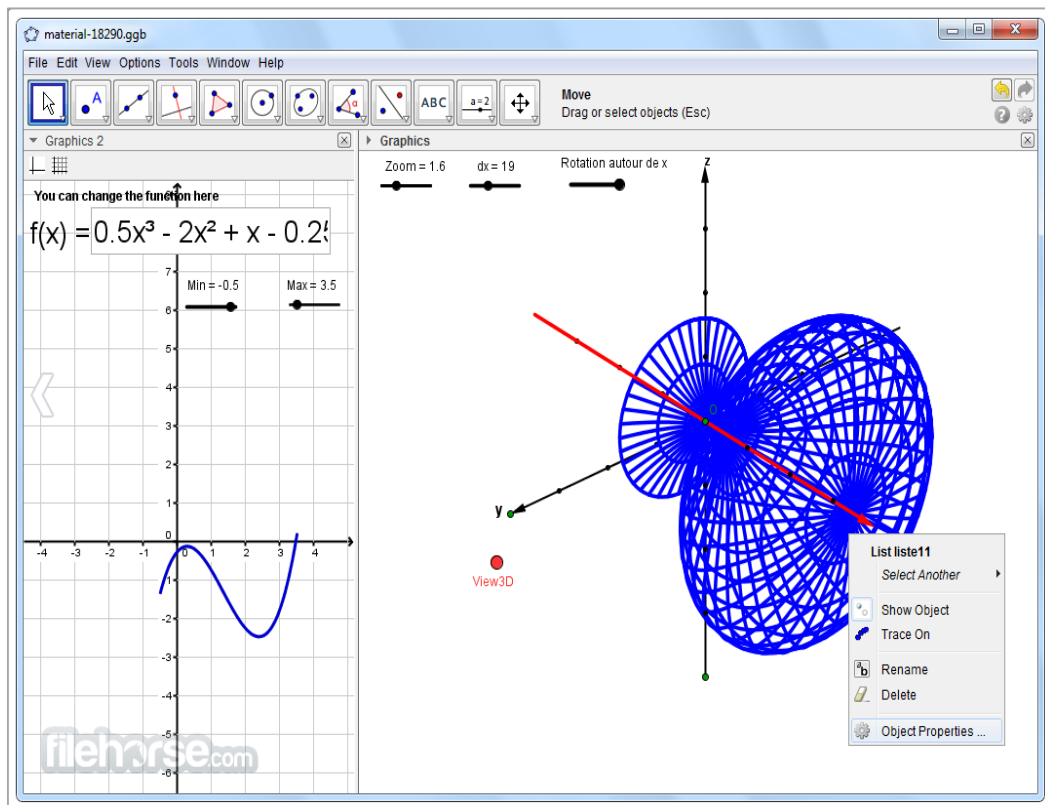 material-18290.ggb
File Edit View Options Tools Window Help
A
α
ABC
a=2
Move
Drag or select objects (Esc)
Graphics 2
Graphics
You can change the function here
f(x) = 0.5x³ - 2x² + x - 0.25
Min = -0.5
Max = 3.5
7
6
5
4
3
2
1
0
-4 -3 -2 -1 0 1 2 3 4
-1
-2
-3
-4
-5
-6
filehorse.com
Zoom = 1.6
dx = 19
Rotation autour de x
z
O
y
View3D
List liste11
Select Another
Show Object
Trace On
ab Rename
Delete
Object Properties ...